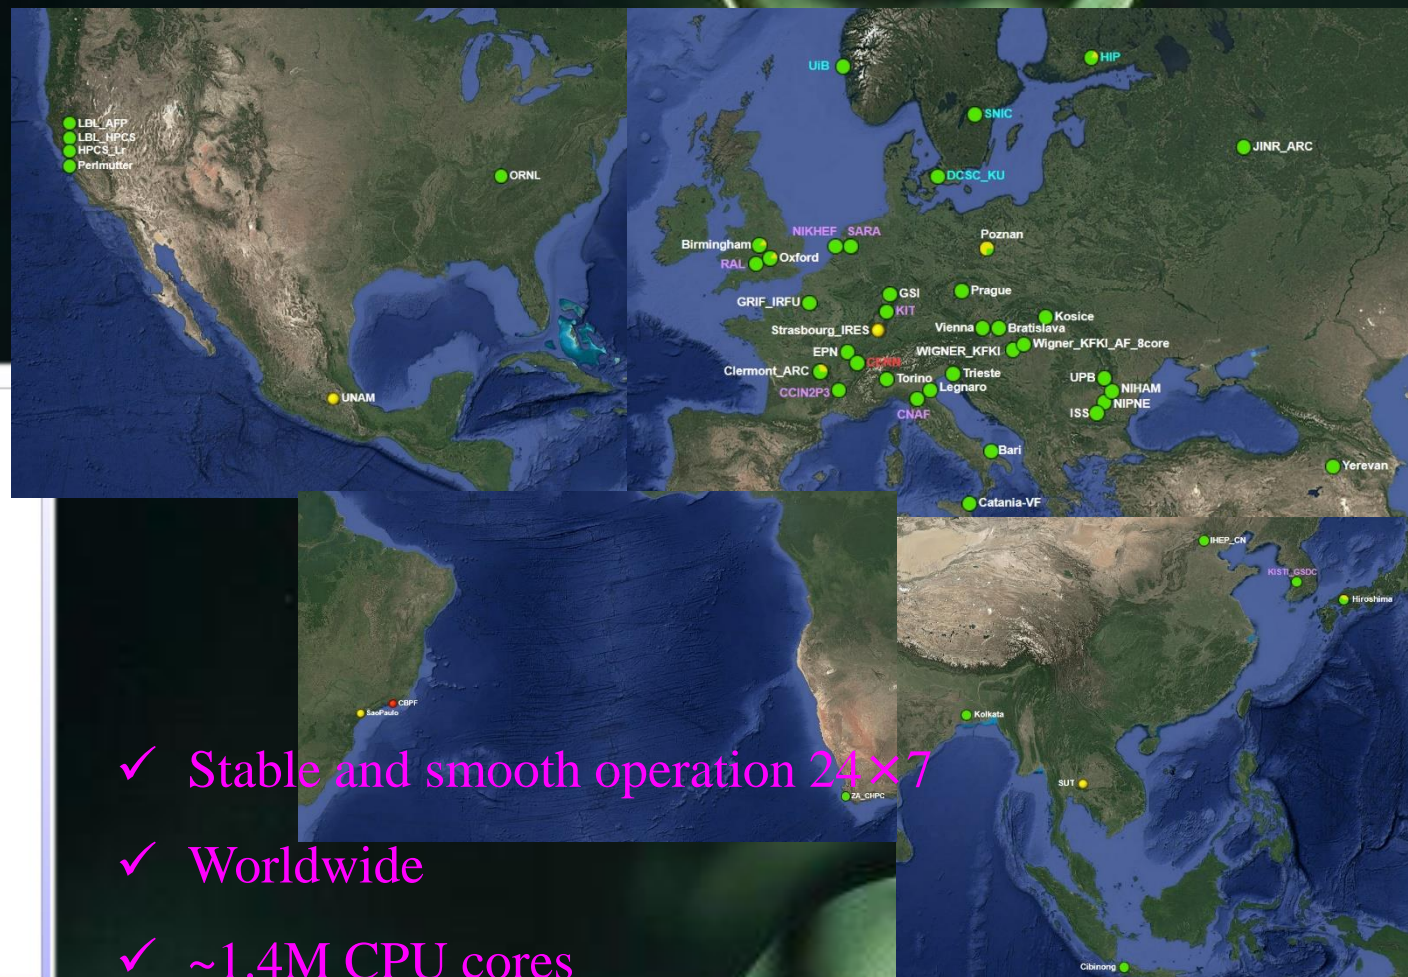 LBL_AFP
LBL_HPCS
HPCS_Lr
Perlmutter
ORNL
UNAM
UiB
HIP
SNIC
JINR_ARC
DCSC_KU
NIKHEF SARA
Birmingham
Oxford
RAL
Poznan
GRIF_IRFU
GSI
Prague
KIT
Strasbourg_IRES
Vienna
Bratislava
Kosice
EPN
WIGNER_KFKI
Wigner_KFKI_AF_8core
CERN
Clermont_ARC
Torino
Trieste
Legnaro
CCIN2P3
CNAF
UPB
NIHAM
NIPNE
ISS
Bari
Yerevan
Catania-VF
CBPF
SaoPaulo
ZA_CHPC
IHEP_CN
KISTI_GSDC
Hiroshima
Kolkata
SUT
Cibinong
✓ Stable and smooth operation 24×7
✓ Worldwide
✓ ~1.4M CPU cores